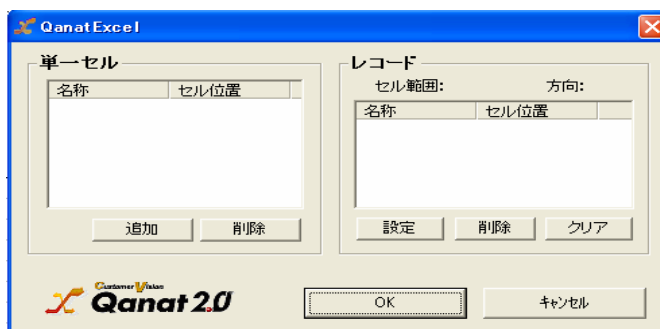 QanatExcel
単一セル
名称 セル位置
追加 削除
レコード
セル範囲: 方向:
名称 セル位置
設定 削除 クリア
Customer Vision
Qanat 2.0
OK キャンセル